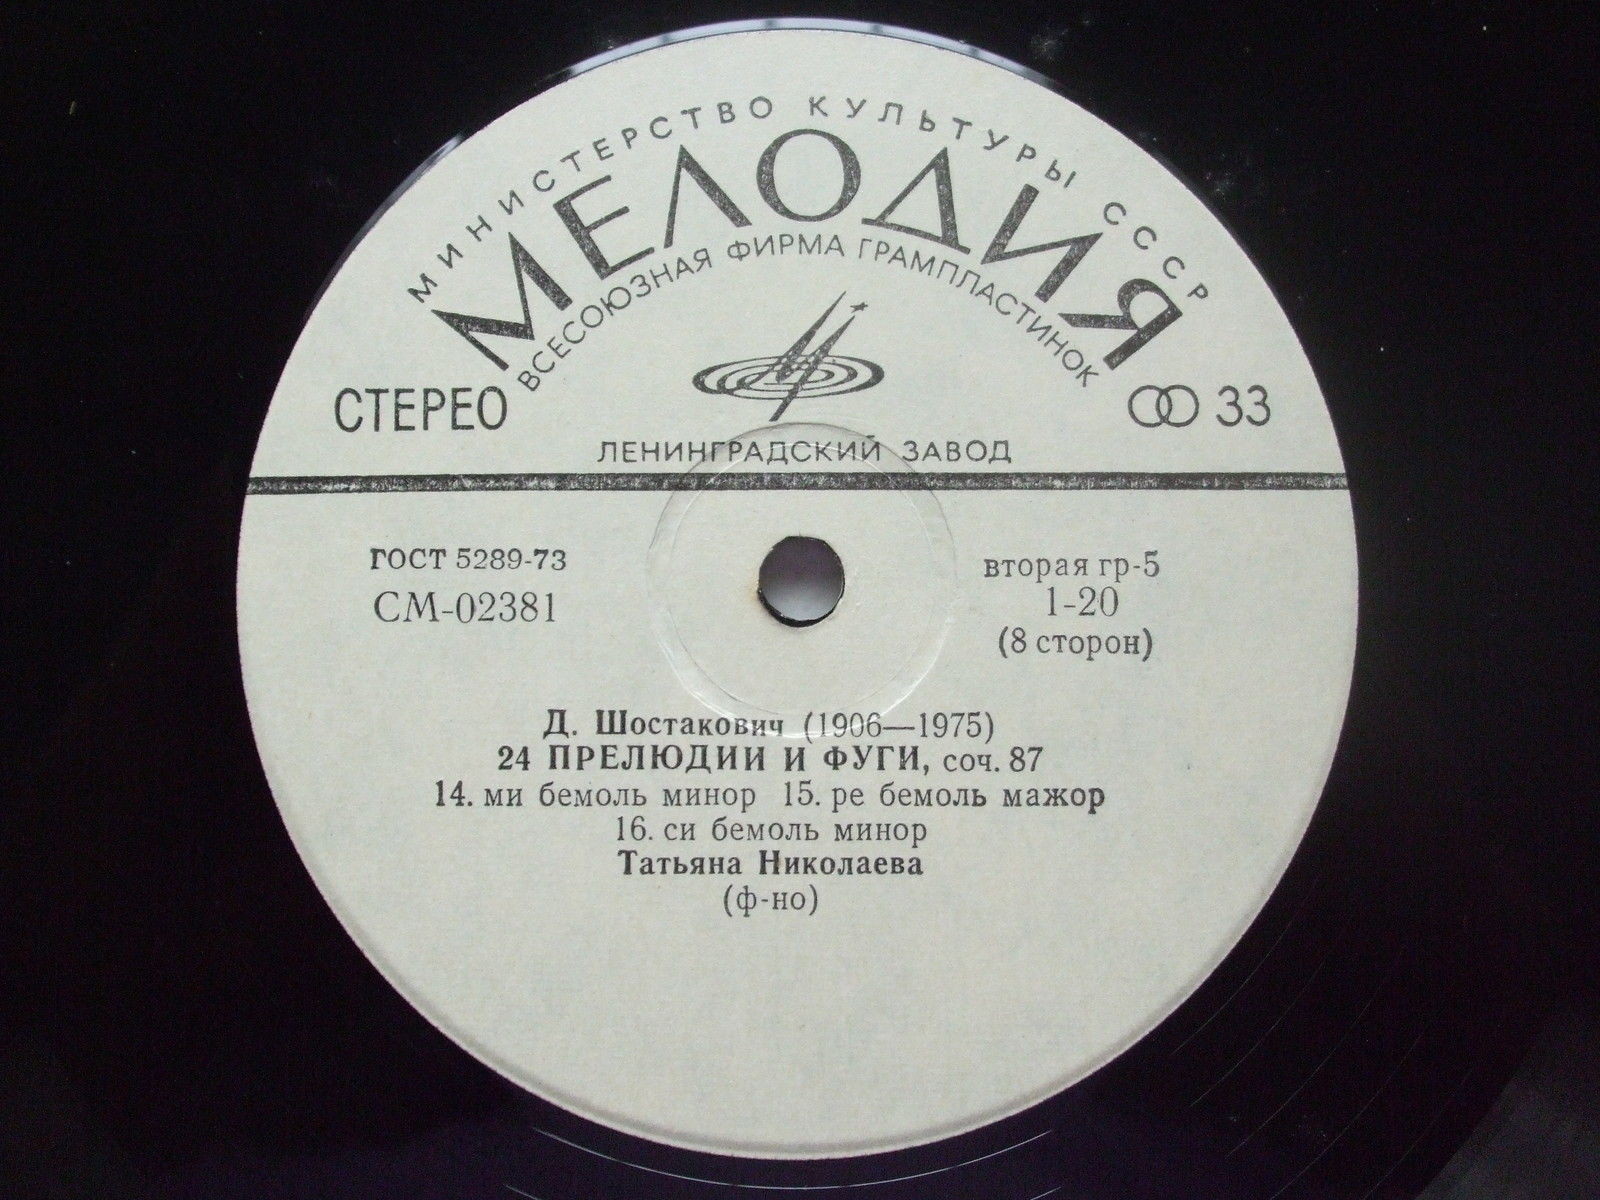 МИНИСТЕРСТВО КУЛЬТУРЫ СССР
МЕЛОДИЯ
ВСЕСОЮЗНАЯ ФИРМА ГРАМПЛАСТИНОК
СТЕРЕО
33
ЛЕНИНГРАДСКИЙ ЗАВОД
ГОСТ 5289-73
СМ-02381
вторая гр-5
1-20
(8 сторон)
Д. Шостакович (1906—1975)
24 ПРЕЛЮДИИ И ФУГИ, соч. 87
14. ми бемоль минор 15. ре бемоль мажор
16. си бемоль минор
Татьяна Николаева
(ф-но)